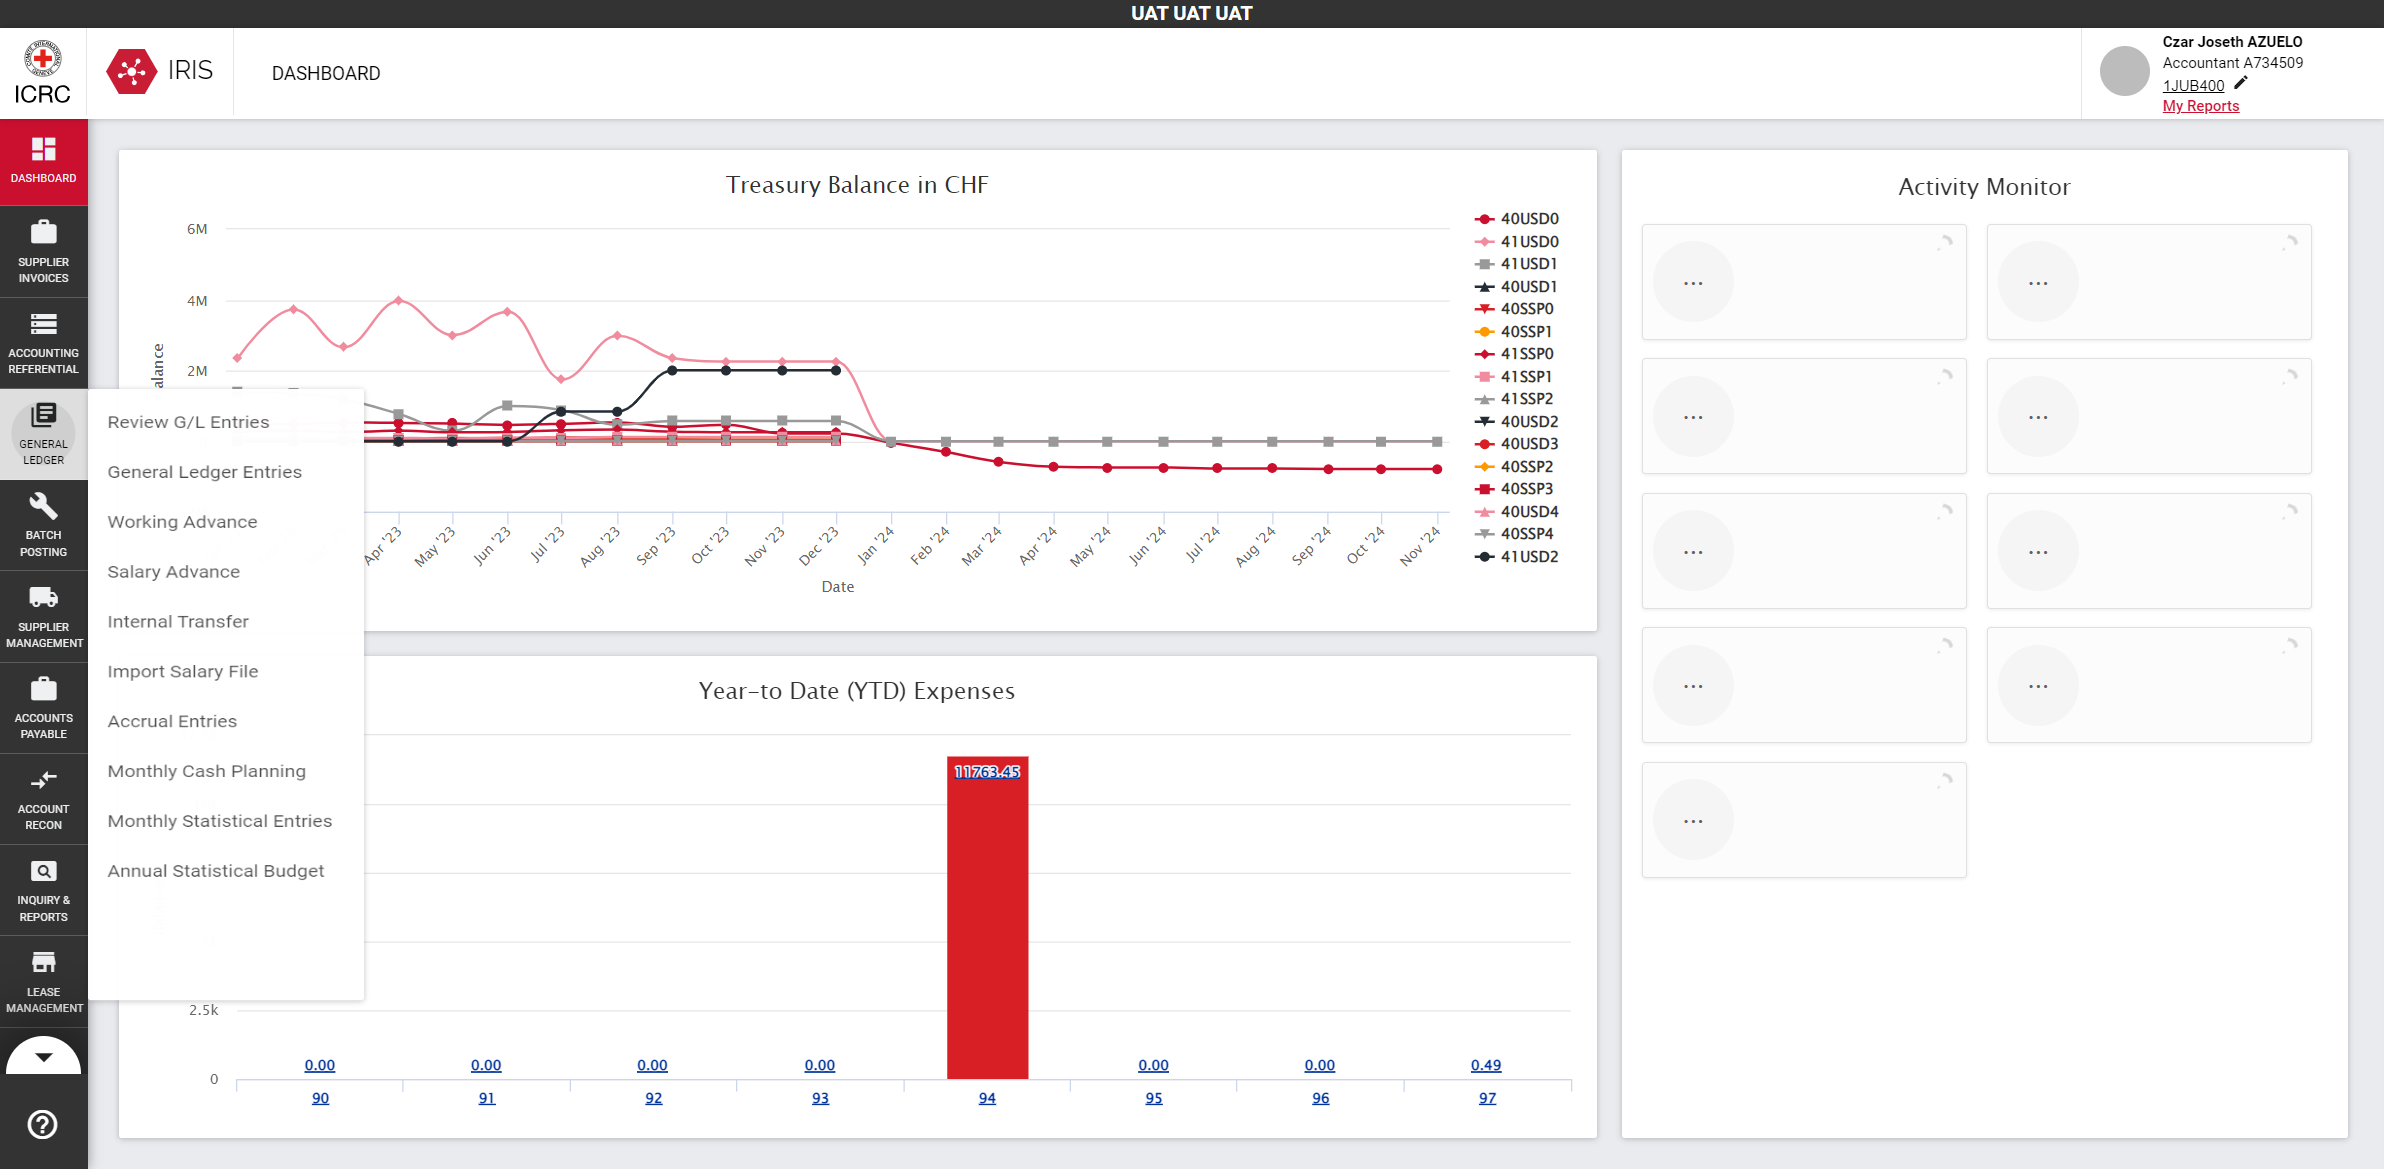 UAT UAT UAT
ICRC
IRIS
DASHBOARD
Czar Joseth AZUELO
Accountant A734509
1JUB400
My Reports
DASHBOARD
SUPPLIER
INVOICES
ACCOUNTING
REFERENTIAL
GENERAL
LEDGER
BATCH
POSTING
SUPPLIER
MANAGEMENT
ACCOUNTS
PAYABLE
ACCOUNT
RECON
INQUIRY &
REPORTS
LEASE
MANAGEMENT
Review G/L Entries
General Ledger Entries
Working Advance
Salary Advance
Internal Transfer
Import Salary File
Accrual Entries
Monthly Cash Planning
Monthly Statistical Entries
Annual Statistical Budget
Treasury Balance in CHF
6M
4M
2M
alance
Apr '23
May '23
Jun '23
Jul '23
Aug '23
Sep '23
Oct '23
Nov '23
Dec '23
Jan '24
Feb '24
Mar '24
Apr '24
May '24
Jun '24
Jul '24
Aug '24
Sep '24
Oct '24
Nov '24
Date
40USD0
41USD0
41USD1
40USD1
40SSP0
40SSP1
41SSP0
41SSP1
41SSP2
40USD2
40USD3
40SSP2
40SSP3
40USD4
40SSP4
41USD2
Year-to Date (YTD) Expenses
11763.45
2.5k
0
0.00
0.00
0.00
0.00
0.00
0.00
0.49
90
91
92
93
94
95
96
97
Activity Monitor
...
...
...
...
...
...
...
...
...